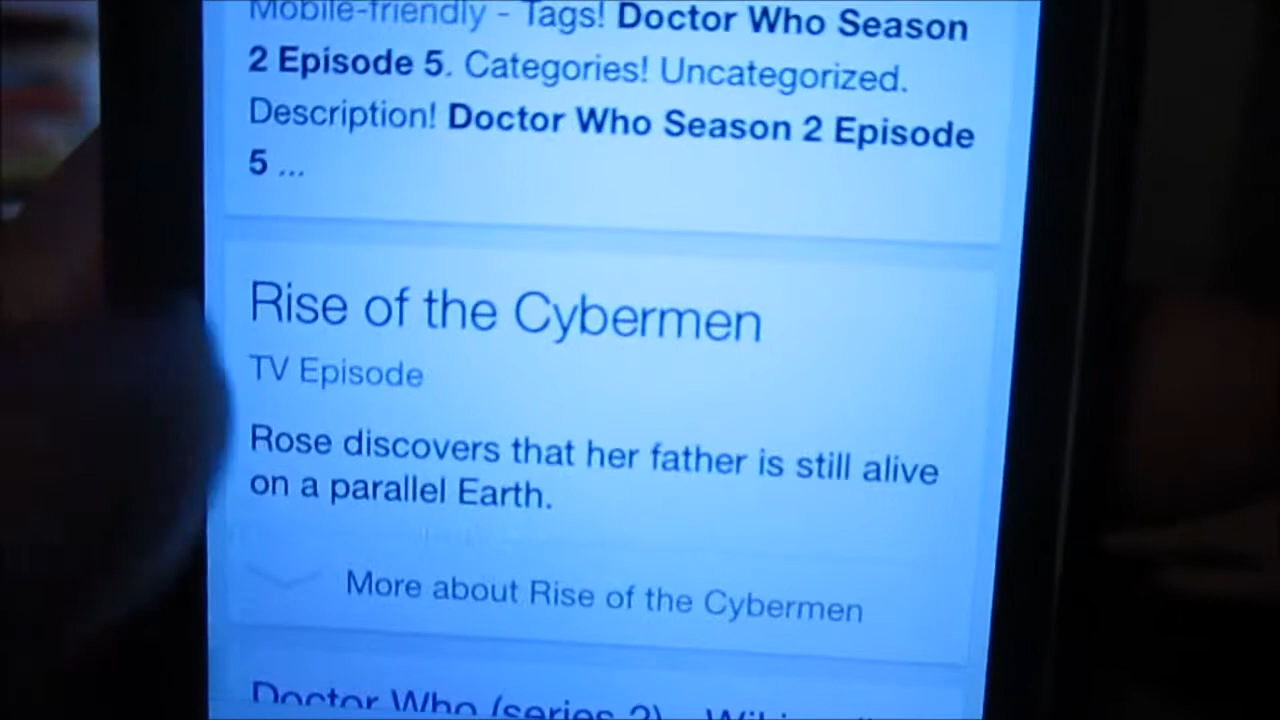 Mobile-friendly - Tags! Doctor Who Season
2 Episode 5. Categories! Uncategorized.
Description! Doctor Who Season 2 Episode
5 ...
Rise of the Cybermen
TV Episode
Rose discovers that her father is still alive
on a parallel Earth.
More about Rise of the Cybermen
Doctor Who (series 2)